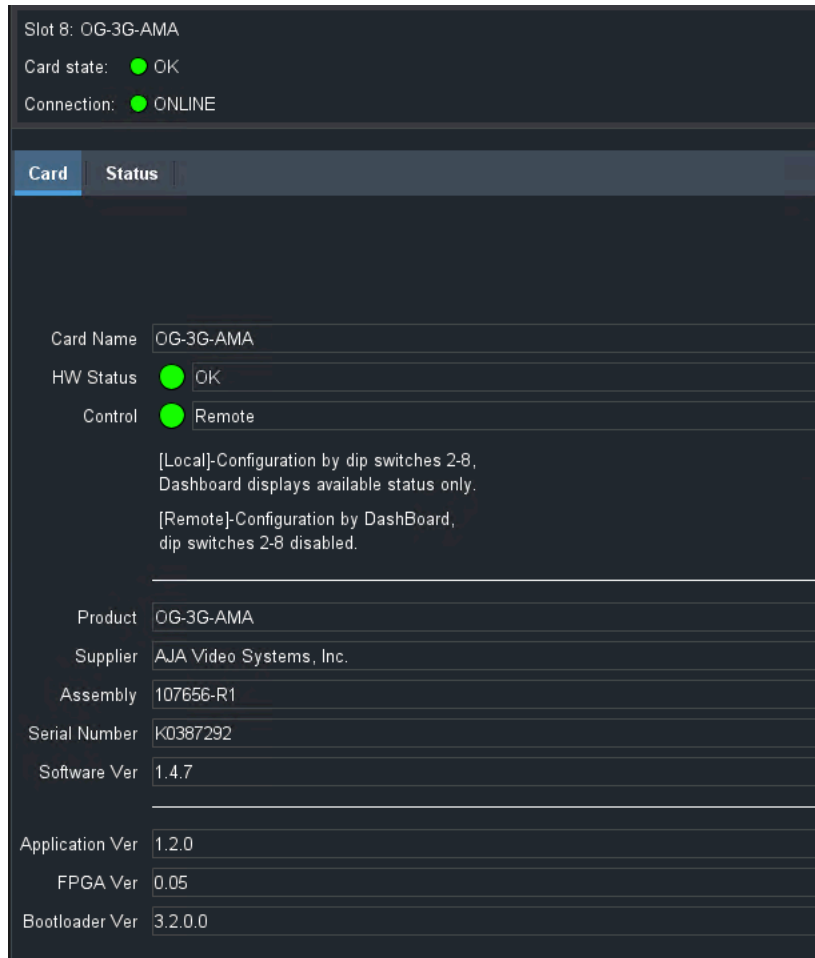 Slot 8: OG-3G-AMA
Card state: OK
Connection: ONLINE
Card Status
Card Name OG-3G-AMA
HW Status OK
Control Remote
[Local]-Configuration by dip switches 2-8,
Dashboard displays available status only.
[Remote]-Configuration by DashBoard,
dip switches 2-8 disabled.
Product OG-3G-AMA
Supplier AJA Video Systems, Inc.
Assembly 107656-R1
Serial Number K0387292
Software Ver 1.4.7
Application Ver 1.2.0
FPGA Ver 0.05
Bootloader Ver 3.2.0.0